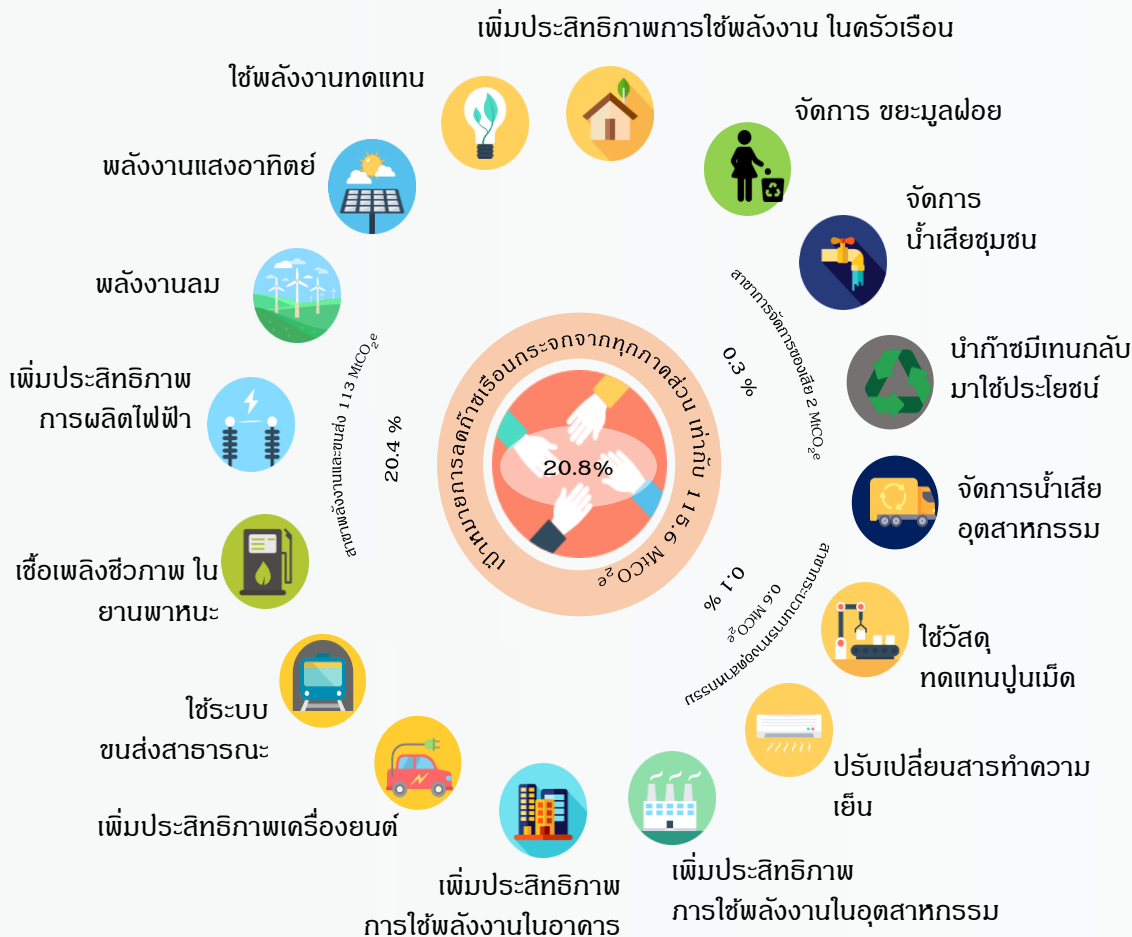 เพิ่มประสิทธิภาพการใช้พลังงาน ในครัวเรือน
ใช้พลังงานทดแทน
จัดการ ขยะมูลฝอย
พลังงานแสงอาทิตย์
จัดการ
น้ำเสียชุมชน
พลังงานลม
นำก๊าซมีเทนกลับ
มาใช้ประโยชน์
เพิ่มประสิทธิภาพ
การผลิตไฟฟ้า
จัดการน้ำเสีย
อุตสาหกรรม
เชื้อเพลิงชีวภาพ ใน
ยานพาหนะ
ใช้วัสดุ
ทดแทนปูนเม็ด
ใช้ระบบ
ขนส่งสาธารณะ
ปรับเปลี่ยนสารทำความ
เย็น
เพิ่มประสิทธิภาพเครื่องยนต์
เพิ่มประสิทธิภาพ
การใช้พลังงานในอาคาร
เพิ่มประสิทธิภาพ
การใช้พลังงานในอุตสาหกรรม
สาขาพลังงานและขนส่ง 113 MtCO₂e
20.4 %
สาขาการจัดการของเสีย 2 MtCO₂e
0.3 %
สาขากระบวนการทางอุตสาหกรรม
0.6 MtCO₂e
0.1 %
เป้าหมายการลดก๊าซเรือนกระจกจากทุกภาคส่วน เท่ากับ 115.6 MtCO₂e
20.8%